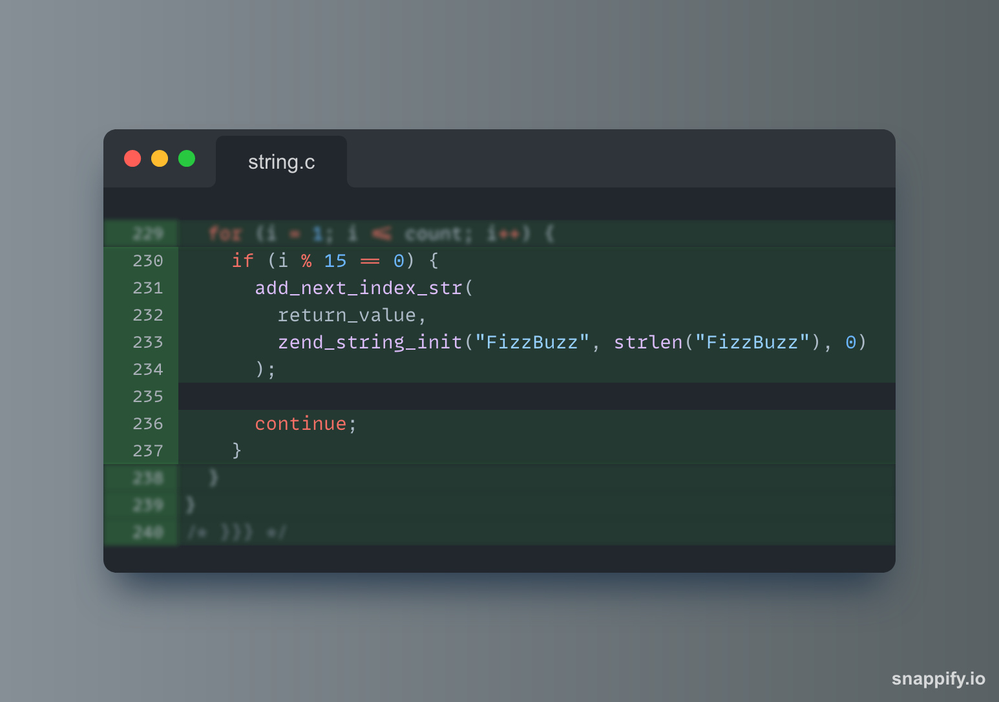 string.c
229 for (i = 1; i <= count; i++) {
230 if (i % 15 == 0) {
231 add_next_index_str(
232 return_value,
233 zend_string_init("FizzBuzz", strlen("FizzBuzz"), 0)
234 );
235
236 continue;
237 }
238 }
239 }
240 /* }}} */
snappify.io